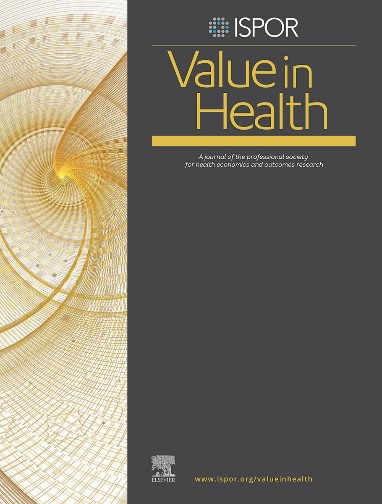 ISPOR
Value in
Health
A journal of the professional society
for health economics and outcomes research
ELSEVIER
www.ispor.org/valueinhealth